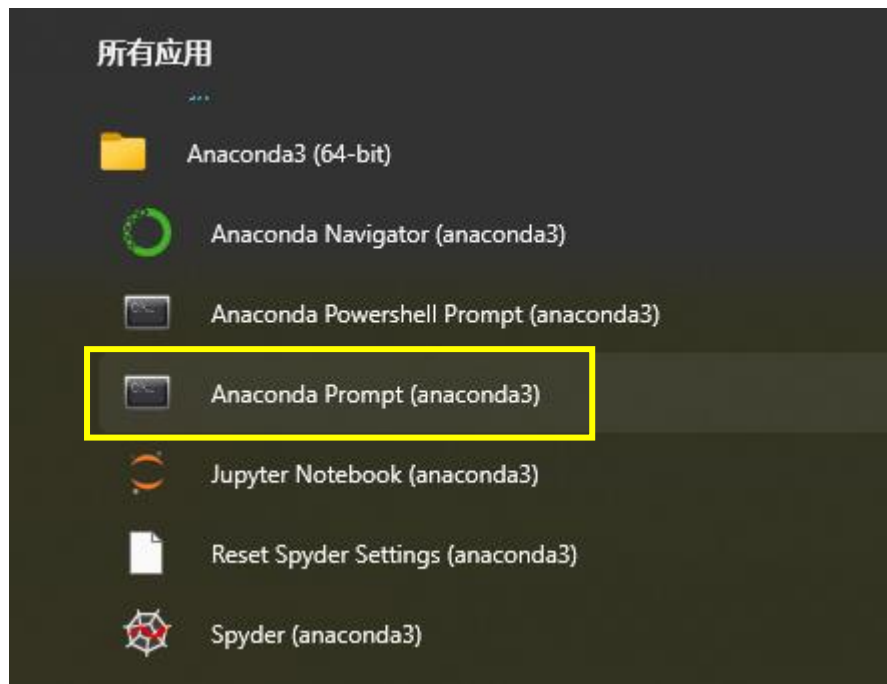 所有应用
Anaconda3 (64-bit)
Anaconda Navigator (anaconda3)
Anaconda Powershell Prompt (anaconda3)
Anaconda Prompt (anaconda3)
Jupyter Notebook (anaconda3)
Reset Spyder Settings (anaconda3)
Spyder (anaconda3)